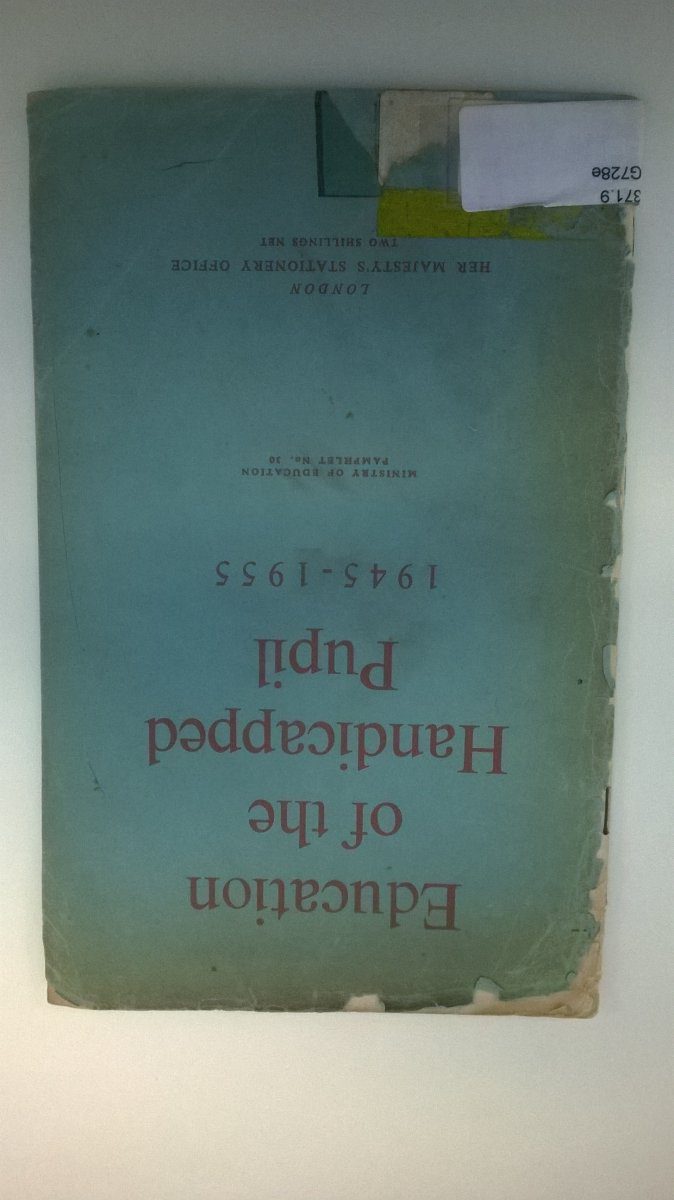 Education
of the
Handicapped
Pupil
1945-1955
MINISTRY OF EDUCATION
PAMPHLET No. 30
LONDON
HER MAJESTY'S STATIONERY OFFICE
TWO SHILLINGS NET
371.9
G728e